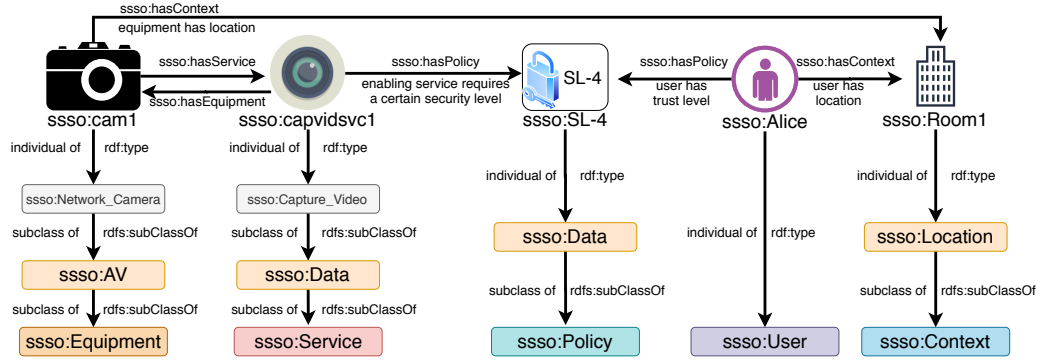 ssso:hasContext
equipment has location
ssso:hasService
ssso:hasEquipment
ssso:hasPolicy
enabling service requires
a certain security level
SL-4
ssso:hasPolicy
user has
trust level
ssso:hasContext
user has
location
ssso:cam1
ssso:capvidsvc1
ssso:SL-4
ssso:Alice
ssso:Room1
individual of rdf:type
individual of rdf:type
individual of rdf:type
individual of rdf:type
ssso:Network_Camera
ssso:Capture_Video
subclass of rdfs:subClassOf
subclass of rdfs:subClassOf
ssso:Data
individual of rdf:type
ssso:Location
ssso:AV
ssso:Data
subclass of rdfs:subClassOf
subclass of rdfs:subClassOf
subclass of rdfs:subClassOf
subclass of rdfs:subClassOf
ssso:Equipment
ssso:Service
ssso:Policy
ssso:User
ssso:Context